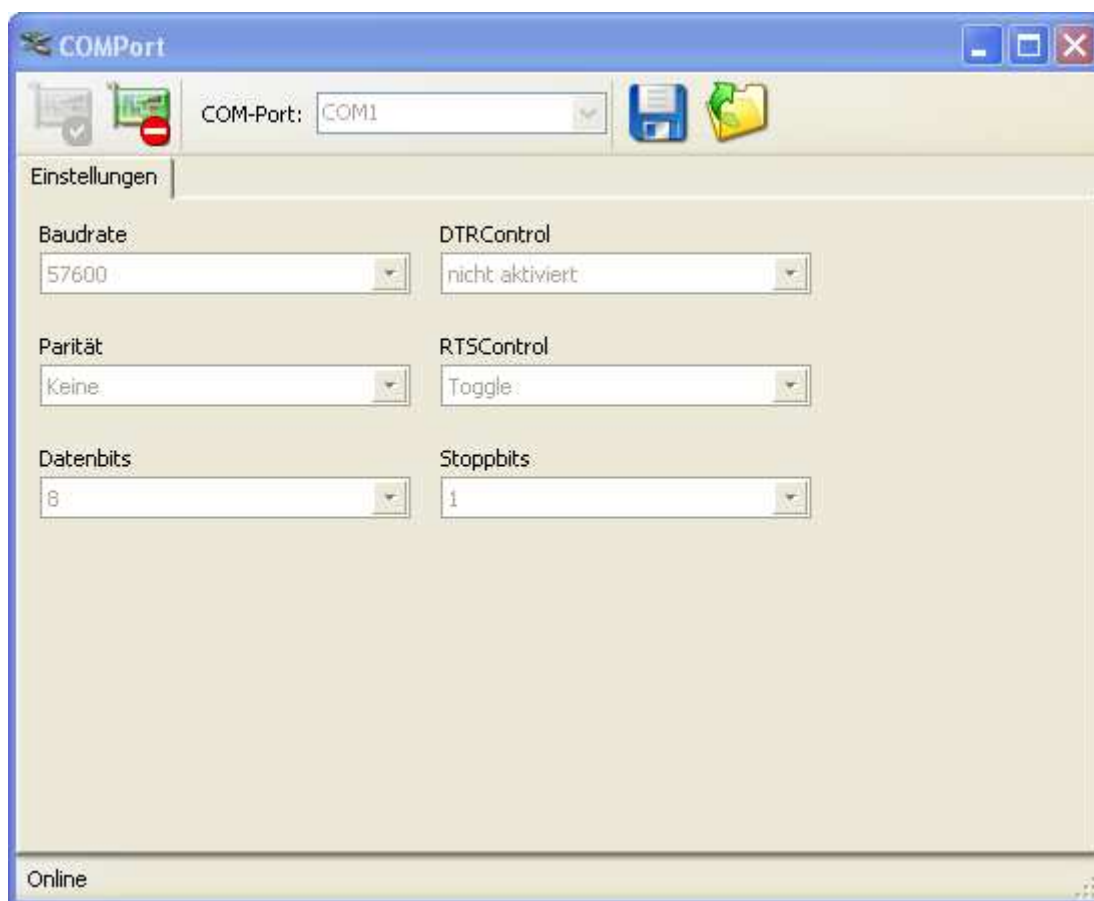 COMPort
COM-Port: COM1
Einstellungen
Baudrate DTRControl
57600 nicht aktiviert
Parität RTSControl
Keine Toggle
Datenbits Stoppbits
8 1
Online